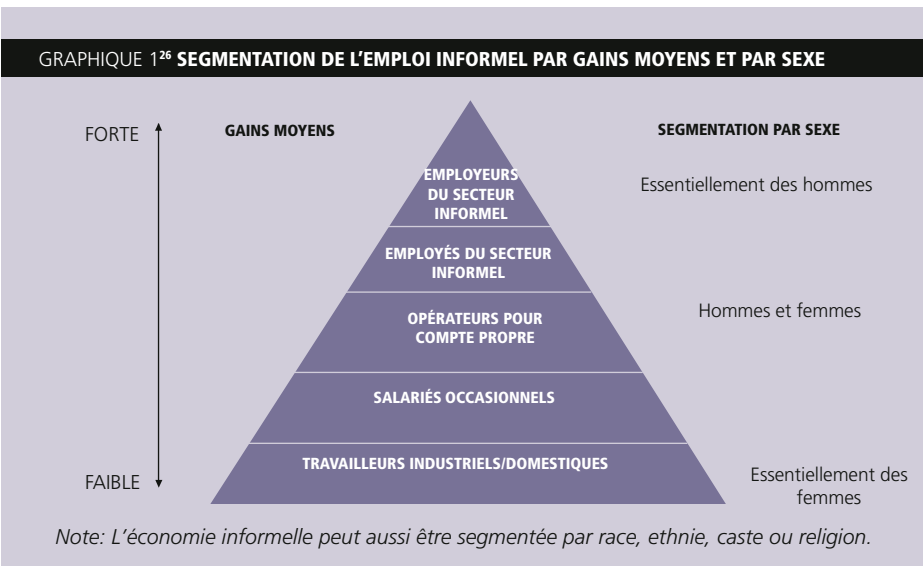 GRAPHIQUE 1²⁶ SEGMENTATION DE L'EMPLOI INFORMEL PAR GAINS MOYENS ET PAR SEXE
FORTE
GAINS MOYENS
SEGMENTATION PAR SEXE
EMPLOYEURS
DU SECTEUR
INFORMEL
Essentiellement des hommes
EMPLOYÉS DU SECTEUR
INFORMEL
OPÉRATEURS POUR
COMPTE PROPRE
Hommes et femmes
SALARIÉS OCCASIONNELS
TRAVAILLEURS INDUSTRIELS/DOMESTIQUES
FAIBLE
Essentiellement des
femmes
Note: L'économie informelle peut aussi être segmentée par race, ethnie, caste ou religion.